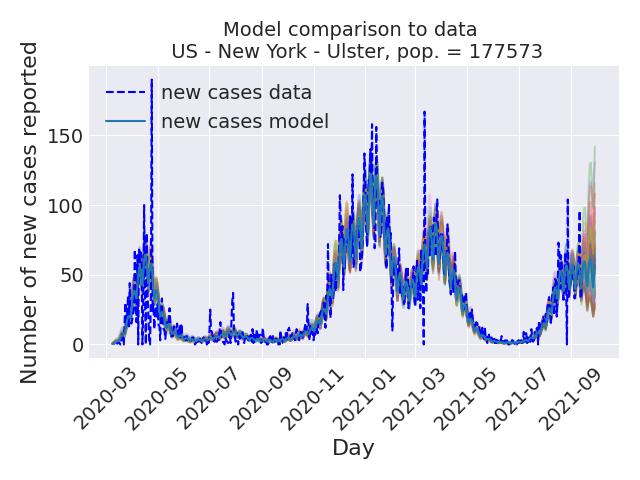 Model comparison to data
US - New York - Ulster, pop. = 177573
new cases data
new cases model
Number of new cases reported
150
100
50
0
2020-03
2020-05
2020-07
2020-09
2020-11
2021-01
2021-03
2021-05
2021-07
2021-09
Day